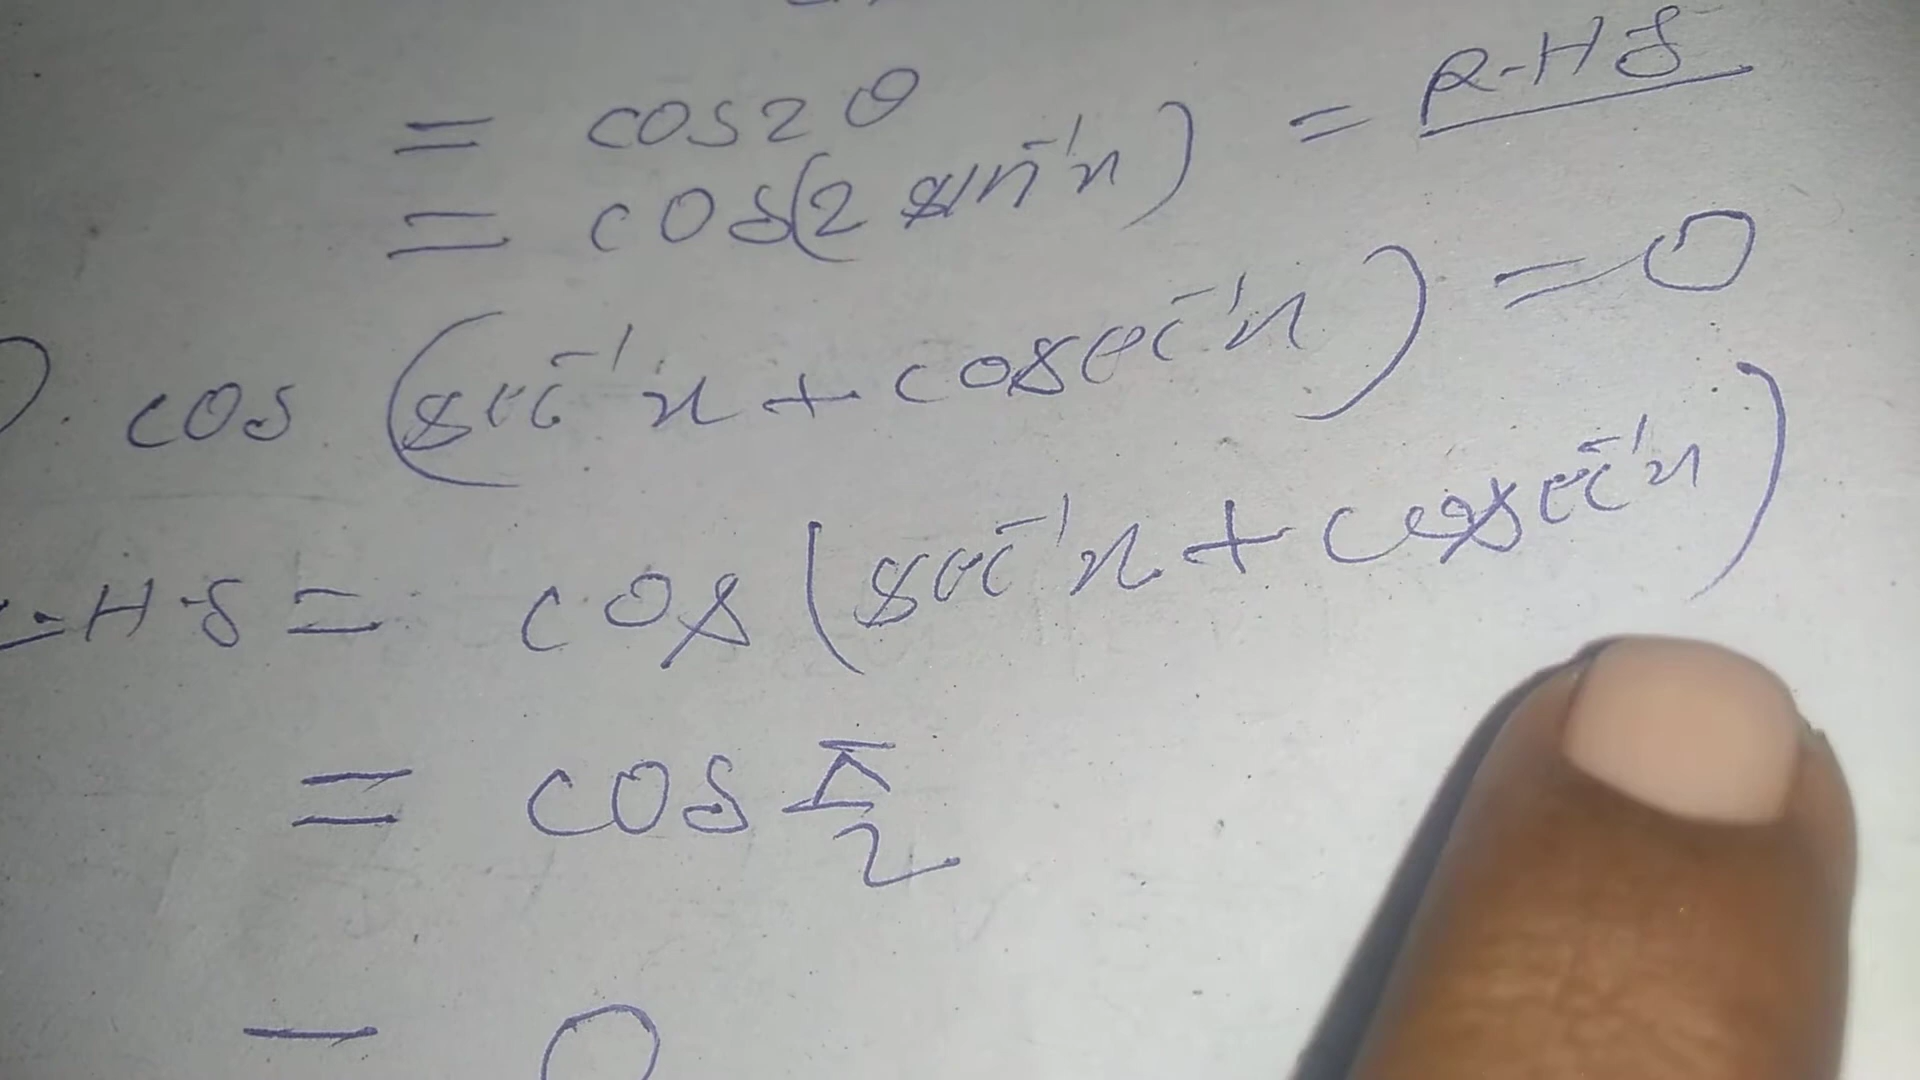 = cos2θ
= cos(2 sin⁻¹x) = R.H.S
cos (sec⁻¹x + cosec⁻¹x) = 0
L.H.S = cos (sec⁻¹x + cosec⁻¹x)
= cos π/2
= 0